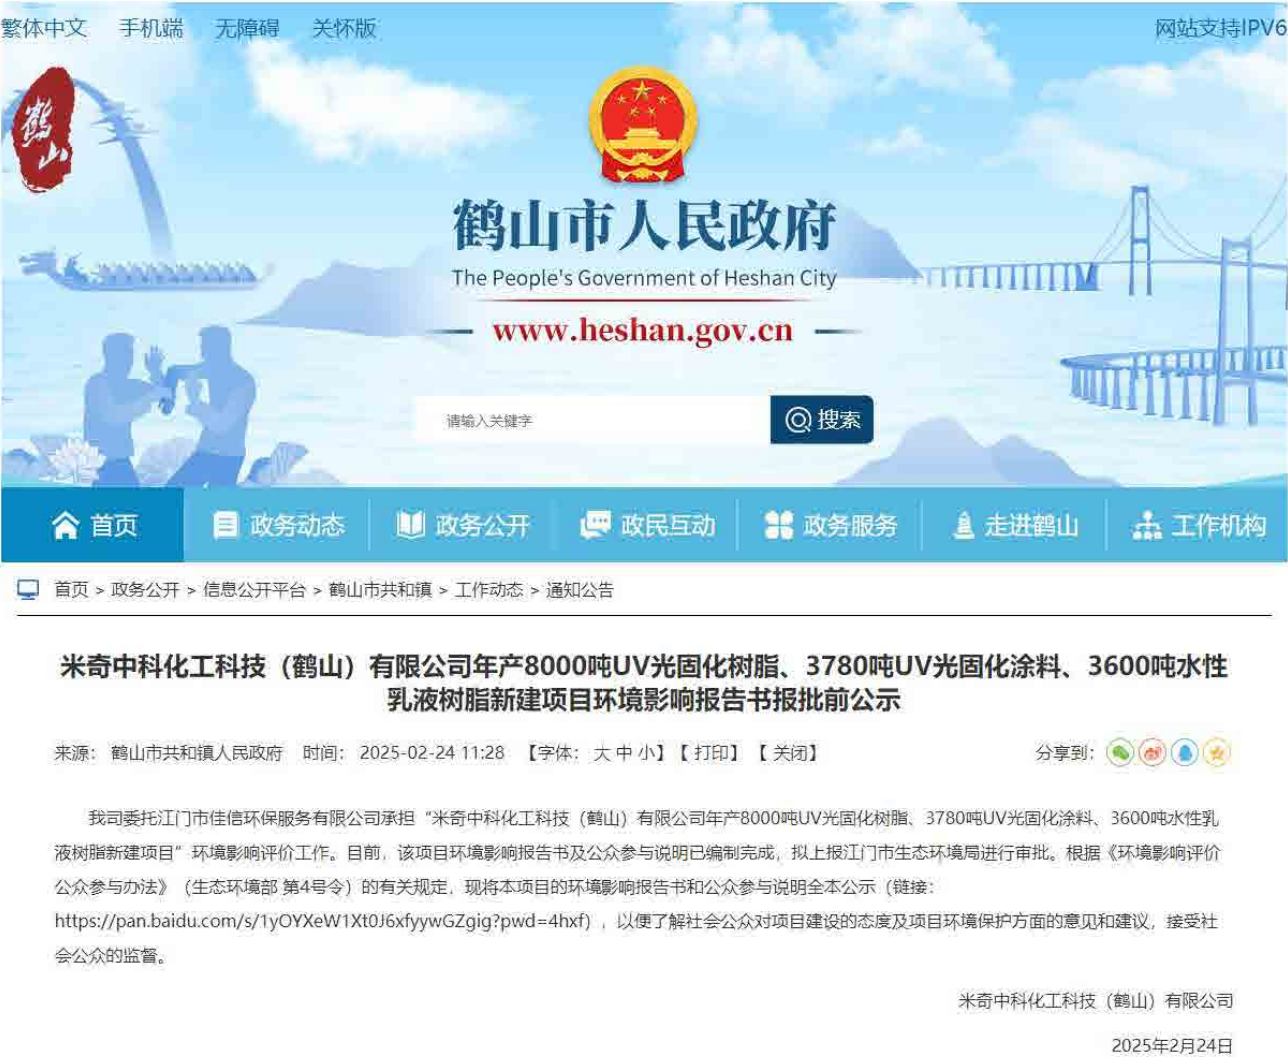 繁体中文 手机端 无障碍 关怀版 网站支持IPV6
鹤山
鹤山市人民政府
The People's Government of Heshan City
www.heshan.gov.cn
请输入关键字 搜索
首页 政务动态 政务公开 政民互动 政务服务 走进鹤山 工作机构
首页 > 政务公开 > 信息公开平台 > 鹤山市共和镇 > 工作动态 > 通知公告
米奇中科化工科技（鹤山）有限公司年产8000吨UV光固化树脂、3780吨UV光固化涂料、3600吨水性
乳液树脂新建项目环境影响报告书报批前公示
来源： 鹤山市共和镇人民政府 时间： 2025-02-24 11:28 【字体： 大 中 小】【 打印】 【 关闭】 分享到：
我司委托江门市佳信环保服务有限公司承担“米奇中科化工科技（鹤山）有限公司年产8000吨UV光固化树脂、3780吨UV光固化涂料、3600吨水性乳
液树脂新建项目”环境影响评价工作。目前，该项目环境影响报告书及公众参与说明已编制完成，拟上报江门市生态环境局进行审批。根据《环境影响评价
公众参与办法》（生态环境部 第4号令）的有关规定，现将本项目的环境影响报告书和公众参与说明全本公示（链接：
https://pan.baidu.com/s/1yOYXeW1Xt0J6xfyywGZgig?pwd=4hxf），以便了解社会公众对项目建设的态度及项目环境保护方面的意见和建议，接受社
会公众的监督。
米奇中科化工科技（鹤山）有限公司
2025年2月24日